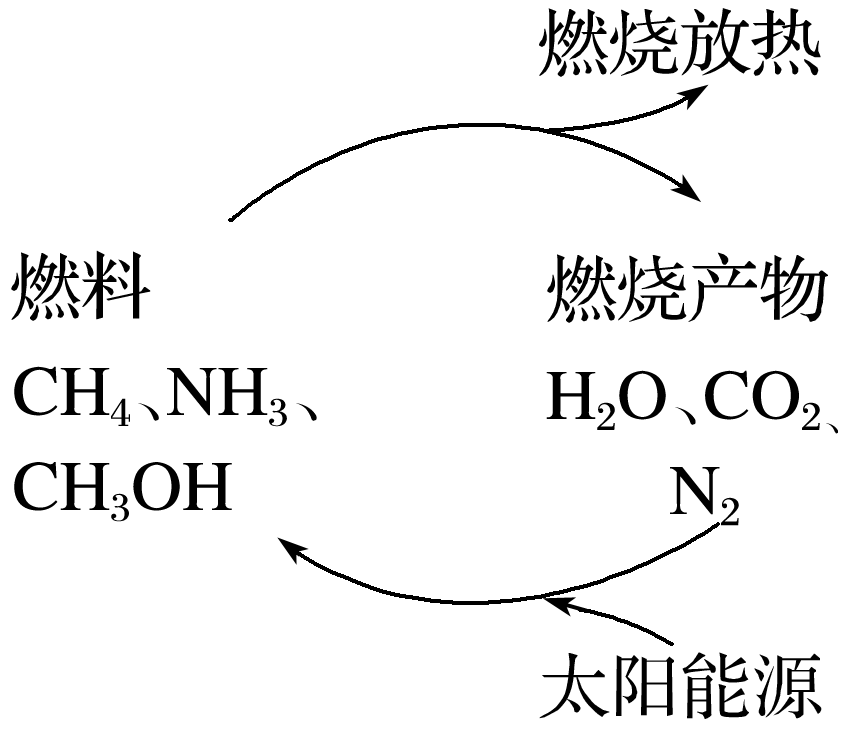 燃烧放热
燃料
燃烧产物
CH₄、NH₃、
CH₃OH
H₂O、CO₂、
N₂
太阳能源